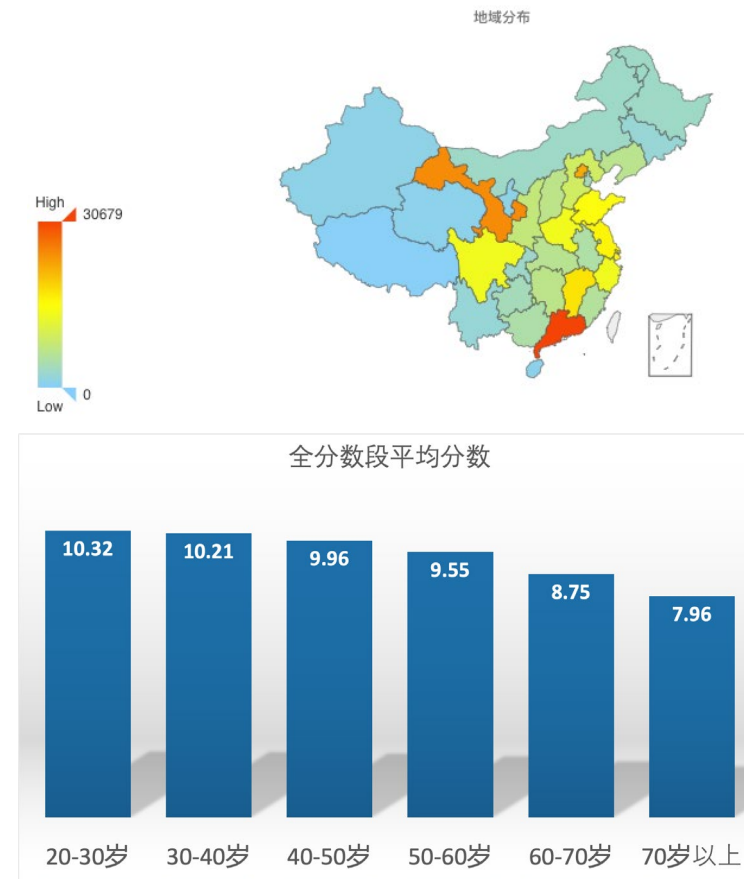 地域分布
High
30679
0
Low
全分数段平均分数
10.32
10.21
9.96
9.55
8.75
7.96
20-30岁
30-40岁
40-50岁
50-60岁
60-70岁
70岁以上